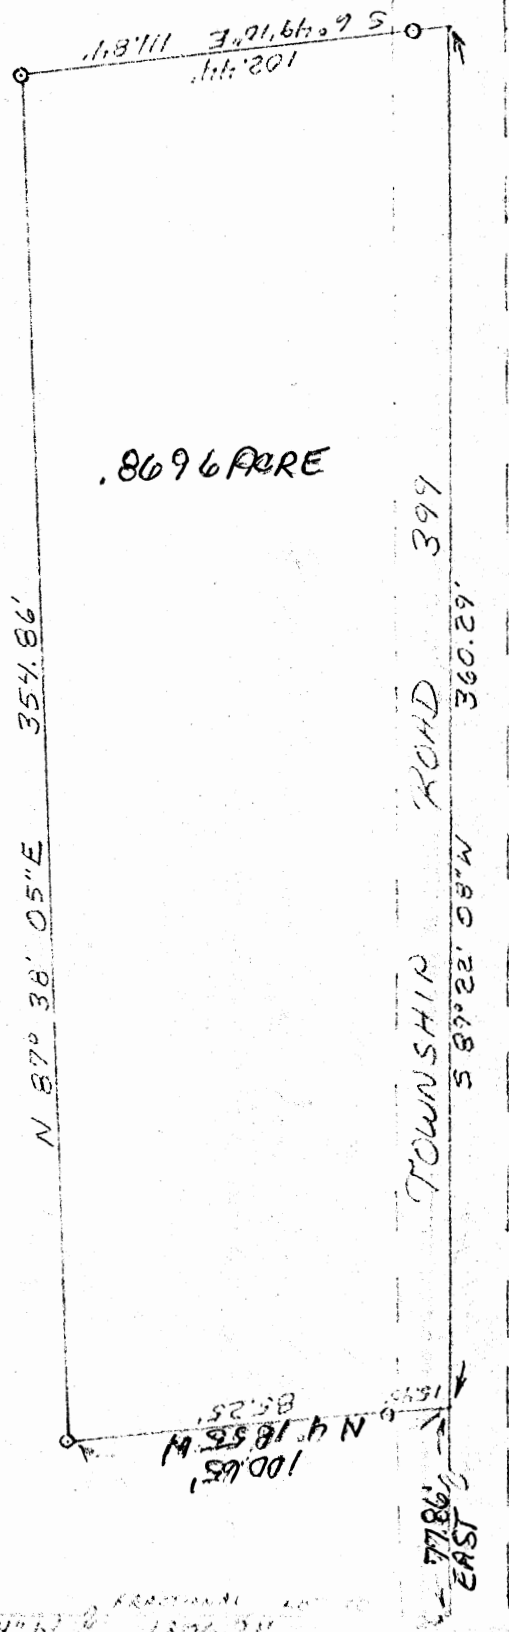 S 6° 49' 10" E 111.84'
102.44'
.8696 ACRE
N 87° 38' 05" E 354.86'
TOWNSHIP ROAD 399
S 89° 22' 08" W 360.29'
85.25'
N 4° 18' 55" W
100.65'
77.86'
EAST